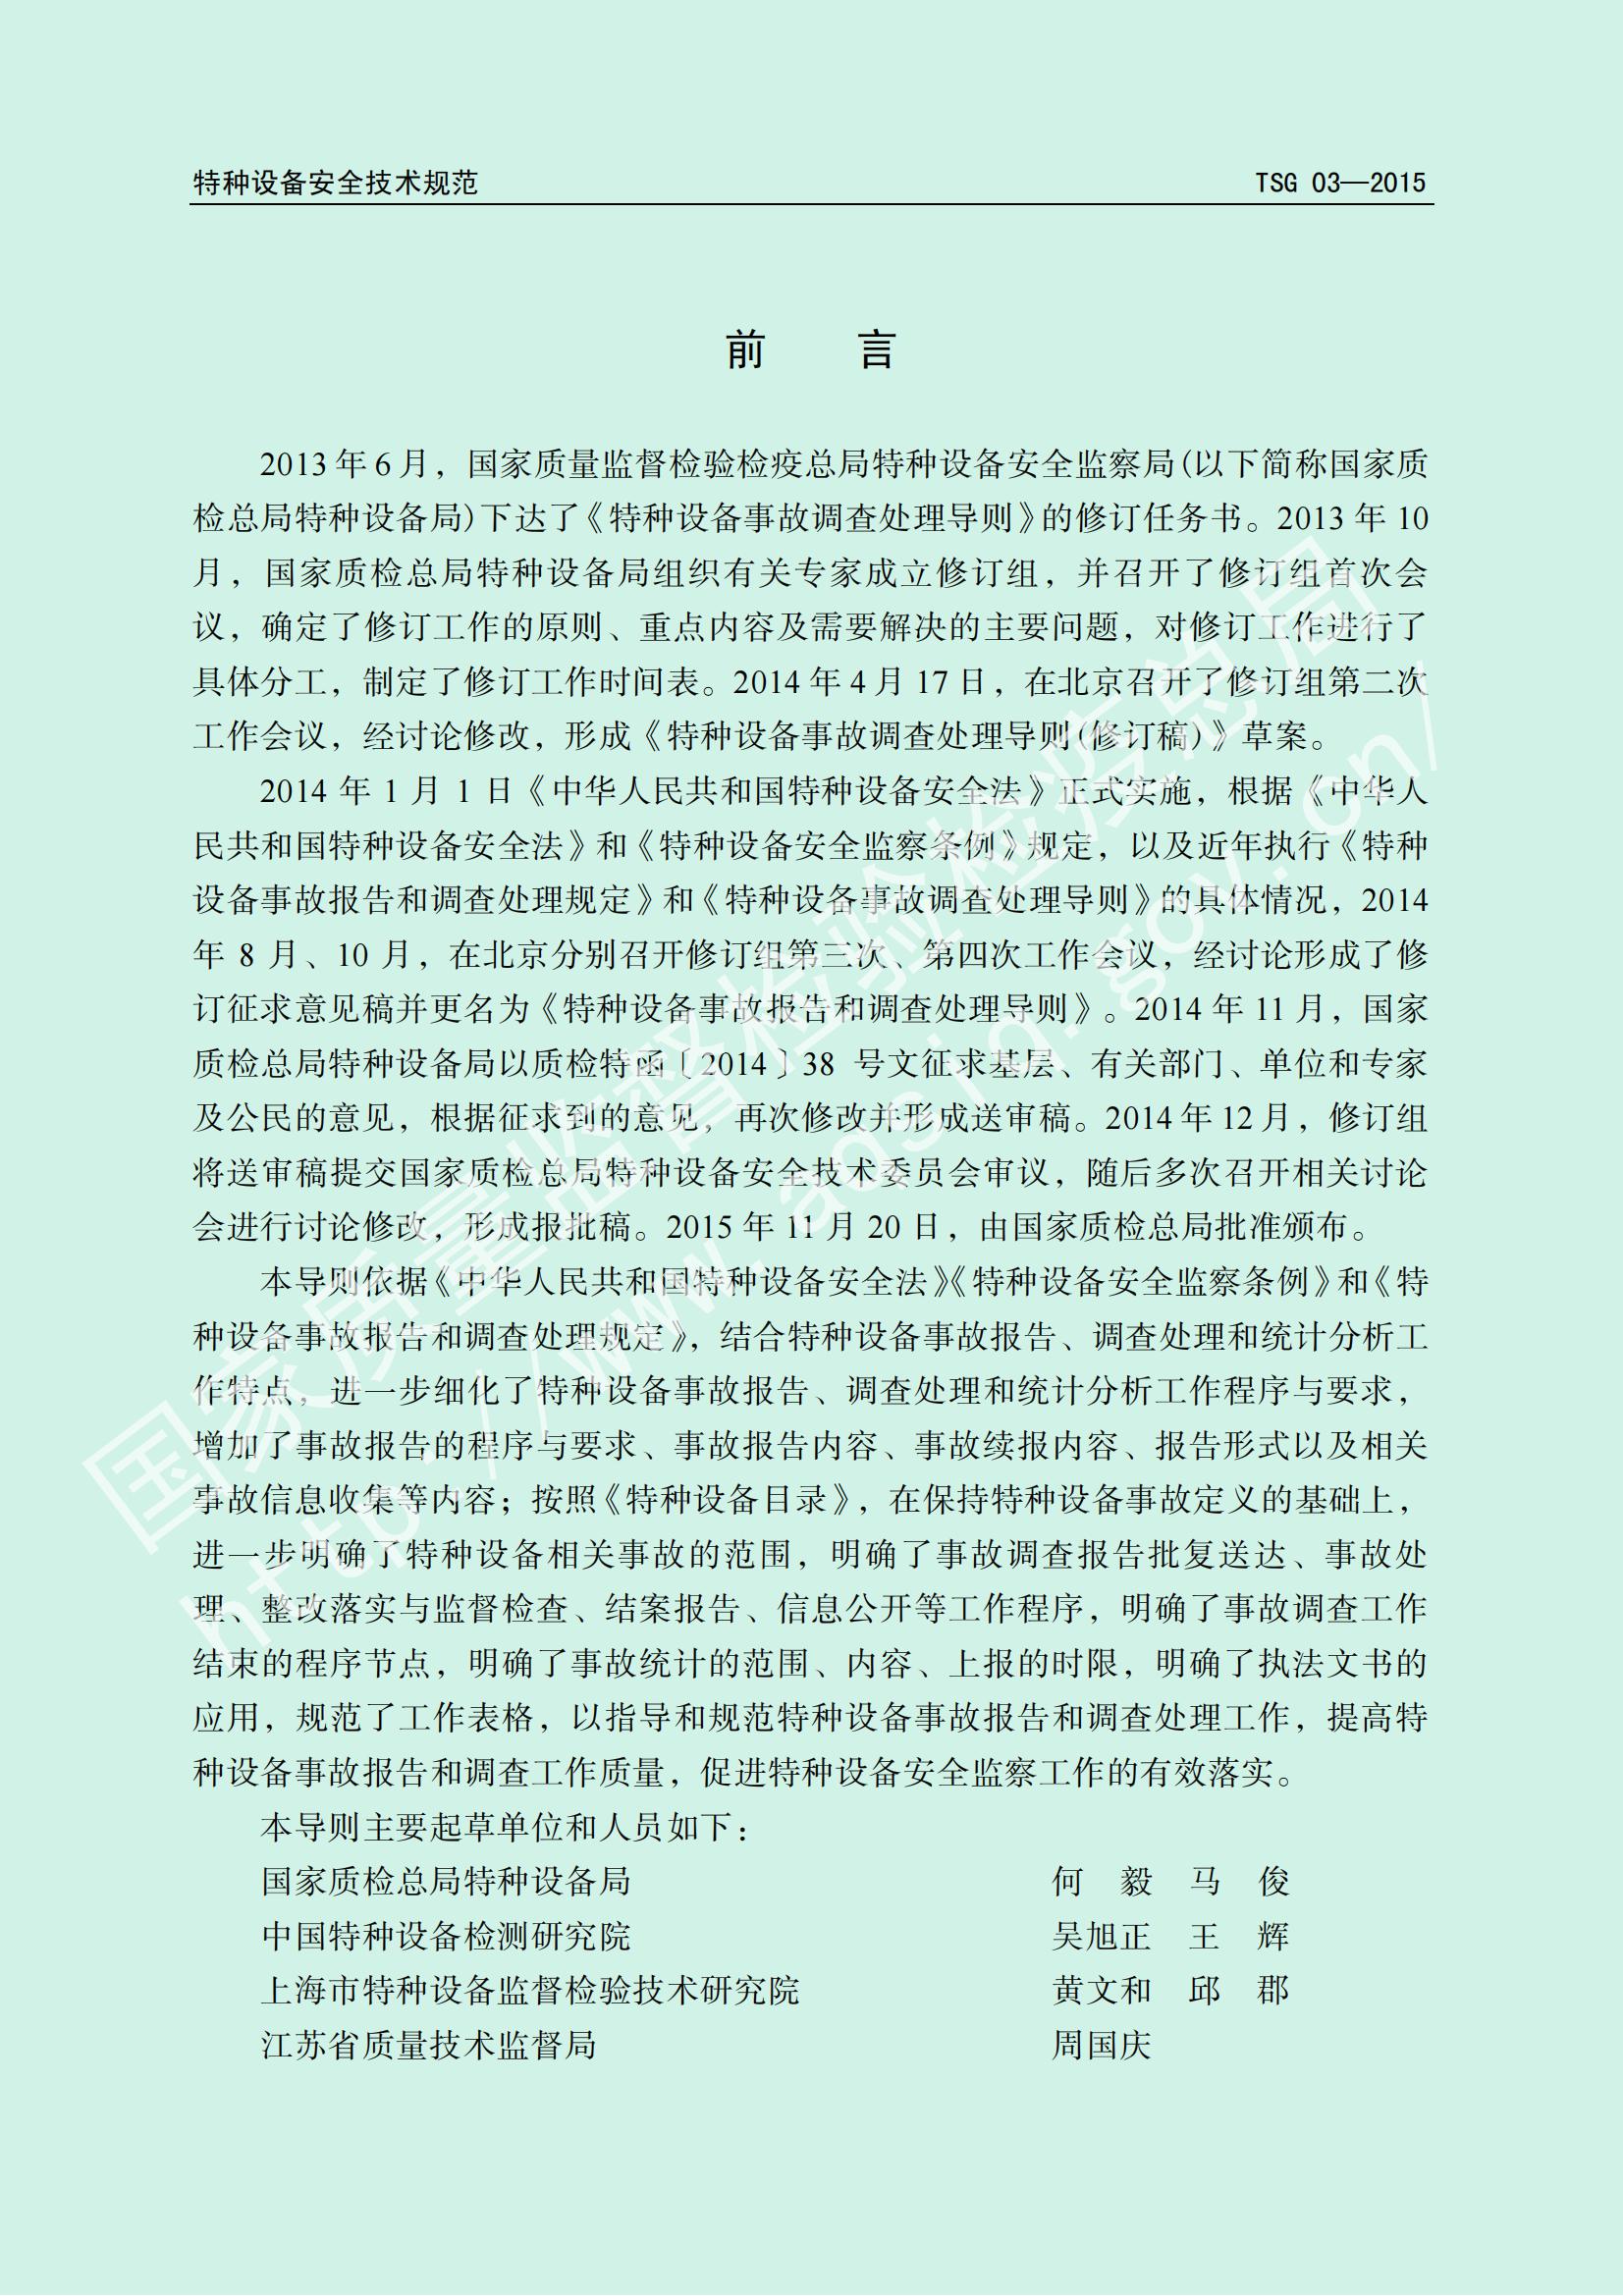 特种设备安全技术规范 TSG 03—2015
前 言
2013年6月，国家质量监督检验检疫总局特种设备安全监察局(以下简称国家质
检总局特种设备局)下达了《特种设备事故调查处理导则》的修订任务书。2013年10
月，国家质检总局特种设备局组织有关专家成立修订组，并召开了修订组首次会
议，确定了修订工作的原则、重点内容及需要解决的主要问题，对修订工作进行了
具体分工，制定了修订工作时间表。2014年4月17日，在北京召开了修订组第二次
工作会议，经讨论修改，形成《特种设备事故调查处理导则(修订稿)》草案。
2014年1月1日《中华人民共和国特种设备安全法》正式实施，根据《中华人
民共和国特种设备安全法》和《特种设备安全监察条例》规定，以及近年执行《特种
设备事故报告和调查处理规定》和《特种设备事故调查处理导则》的具体情况，2014
年8月、10月，在北京分别召开修订组第三次、第四次工作会议，经讨论形成了修
订征求意见稿并更名为《特种设备事故报告和调查处理导则》。2014年11月，国家
质检总局特种设备局以质检特函〔2014〕38 号文征求基层、有关部门、单位和专家
及公民的意见，根据征求到的意见，再次修改并形成送审稿。2014年12月，修订组
将送审稿提交国家质检总局特种设备安全技术委员会审议，随后多次召开相关讨论
会进行讨论修改，形成报批稿。2015年11月20日，由国家质检总局批准颁布。
本导则依据《中华人民共和国特种设备安全法》《特种设备安全监察条例》和《特
种设备事故报告和调查处理规定》，结合特种设备事故报告、调查处理和统计分析工
作特点，进一步细化了特种设备事故报告、调查处理和统计分析工作程序与要求，
增加了事故报告的程序与要求、事故报告内容、事故续报内容、报告形式以及相关
事故信息收集等内容；按照《特种设备目录》，在保持特种设备事故定义的基础上，
进一步明确了特种设备相关事故的范围，明确了事故调查报告批复送达、事故处
理、整改落实与监督检查、结案报告、信息公开等工作程序，明确了事故调查工作
结束的程序节点，明确了事故统计的范围、内容、上报的时限，明确了执法文书的
应用，规范了工作表格，以指导和规范特种设备事故报告和调查处理工作，提高特
种设备事故报告和调查工作质量，促进特种设备安全监察工作的有效落实。
本导则主要起草单位和人员如下：
国家质检总局特种设备局 何 毅 马 俊
中国特种设备检测研究院 吴旭正 王 辉
上海市特种设备监督检验技术研究院 黄文和 邱 郡
江苏省质量技术监督局 周国庆
国家质量监督检验检疫总局
http://www.aqsiq.gov.cn/